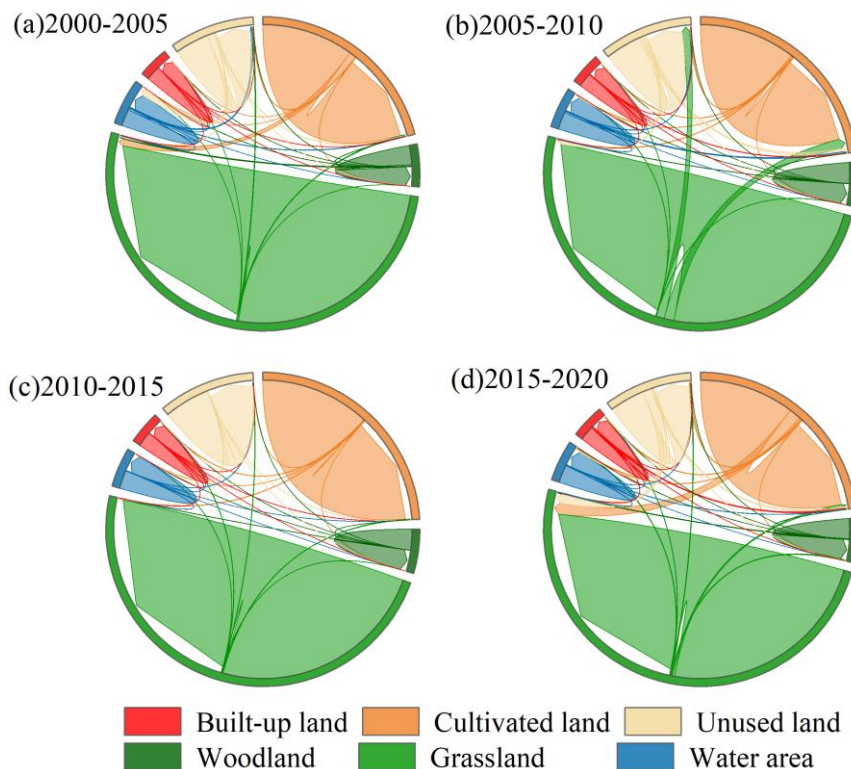 (a)2000-2005
(b)2005-2010
(c)2010-2015
(d)2015-2020
Built-up land Cultivated land Unused land
Woodland Grassland Water area